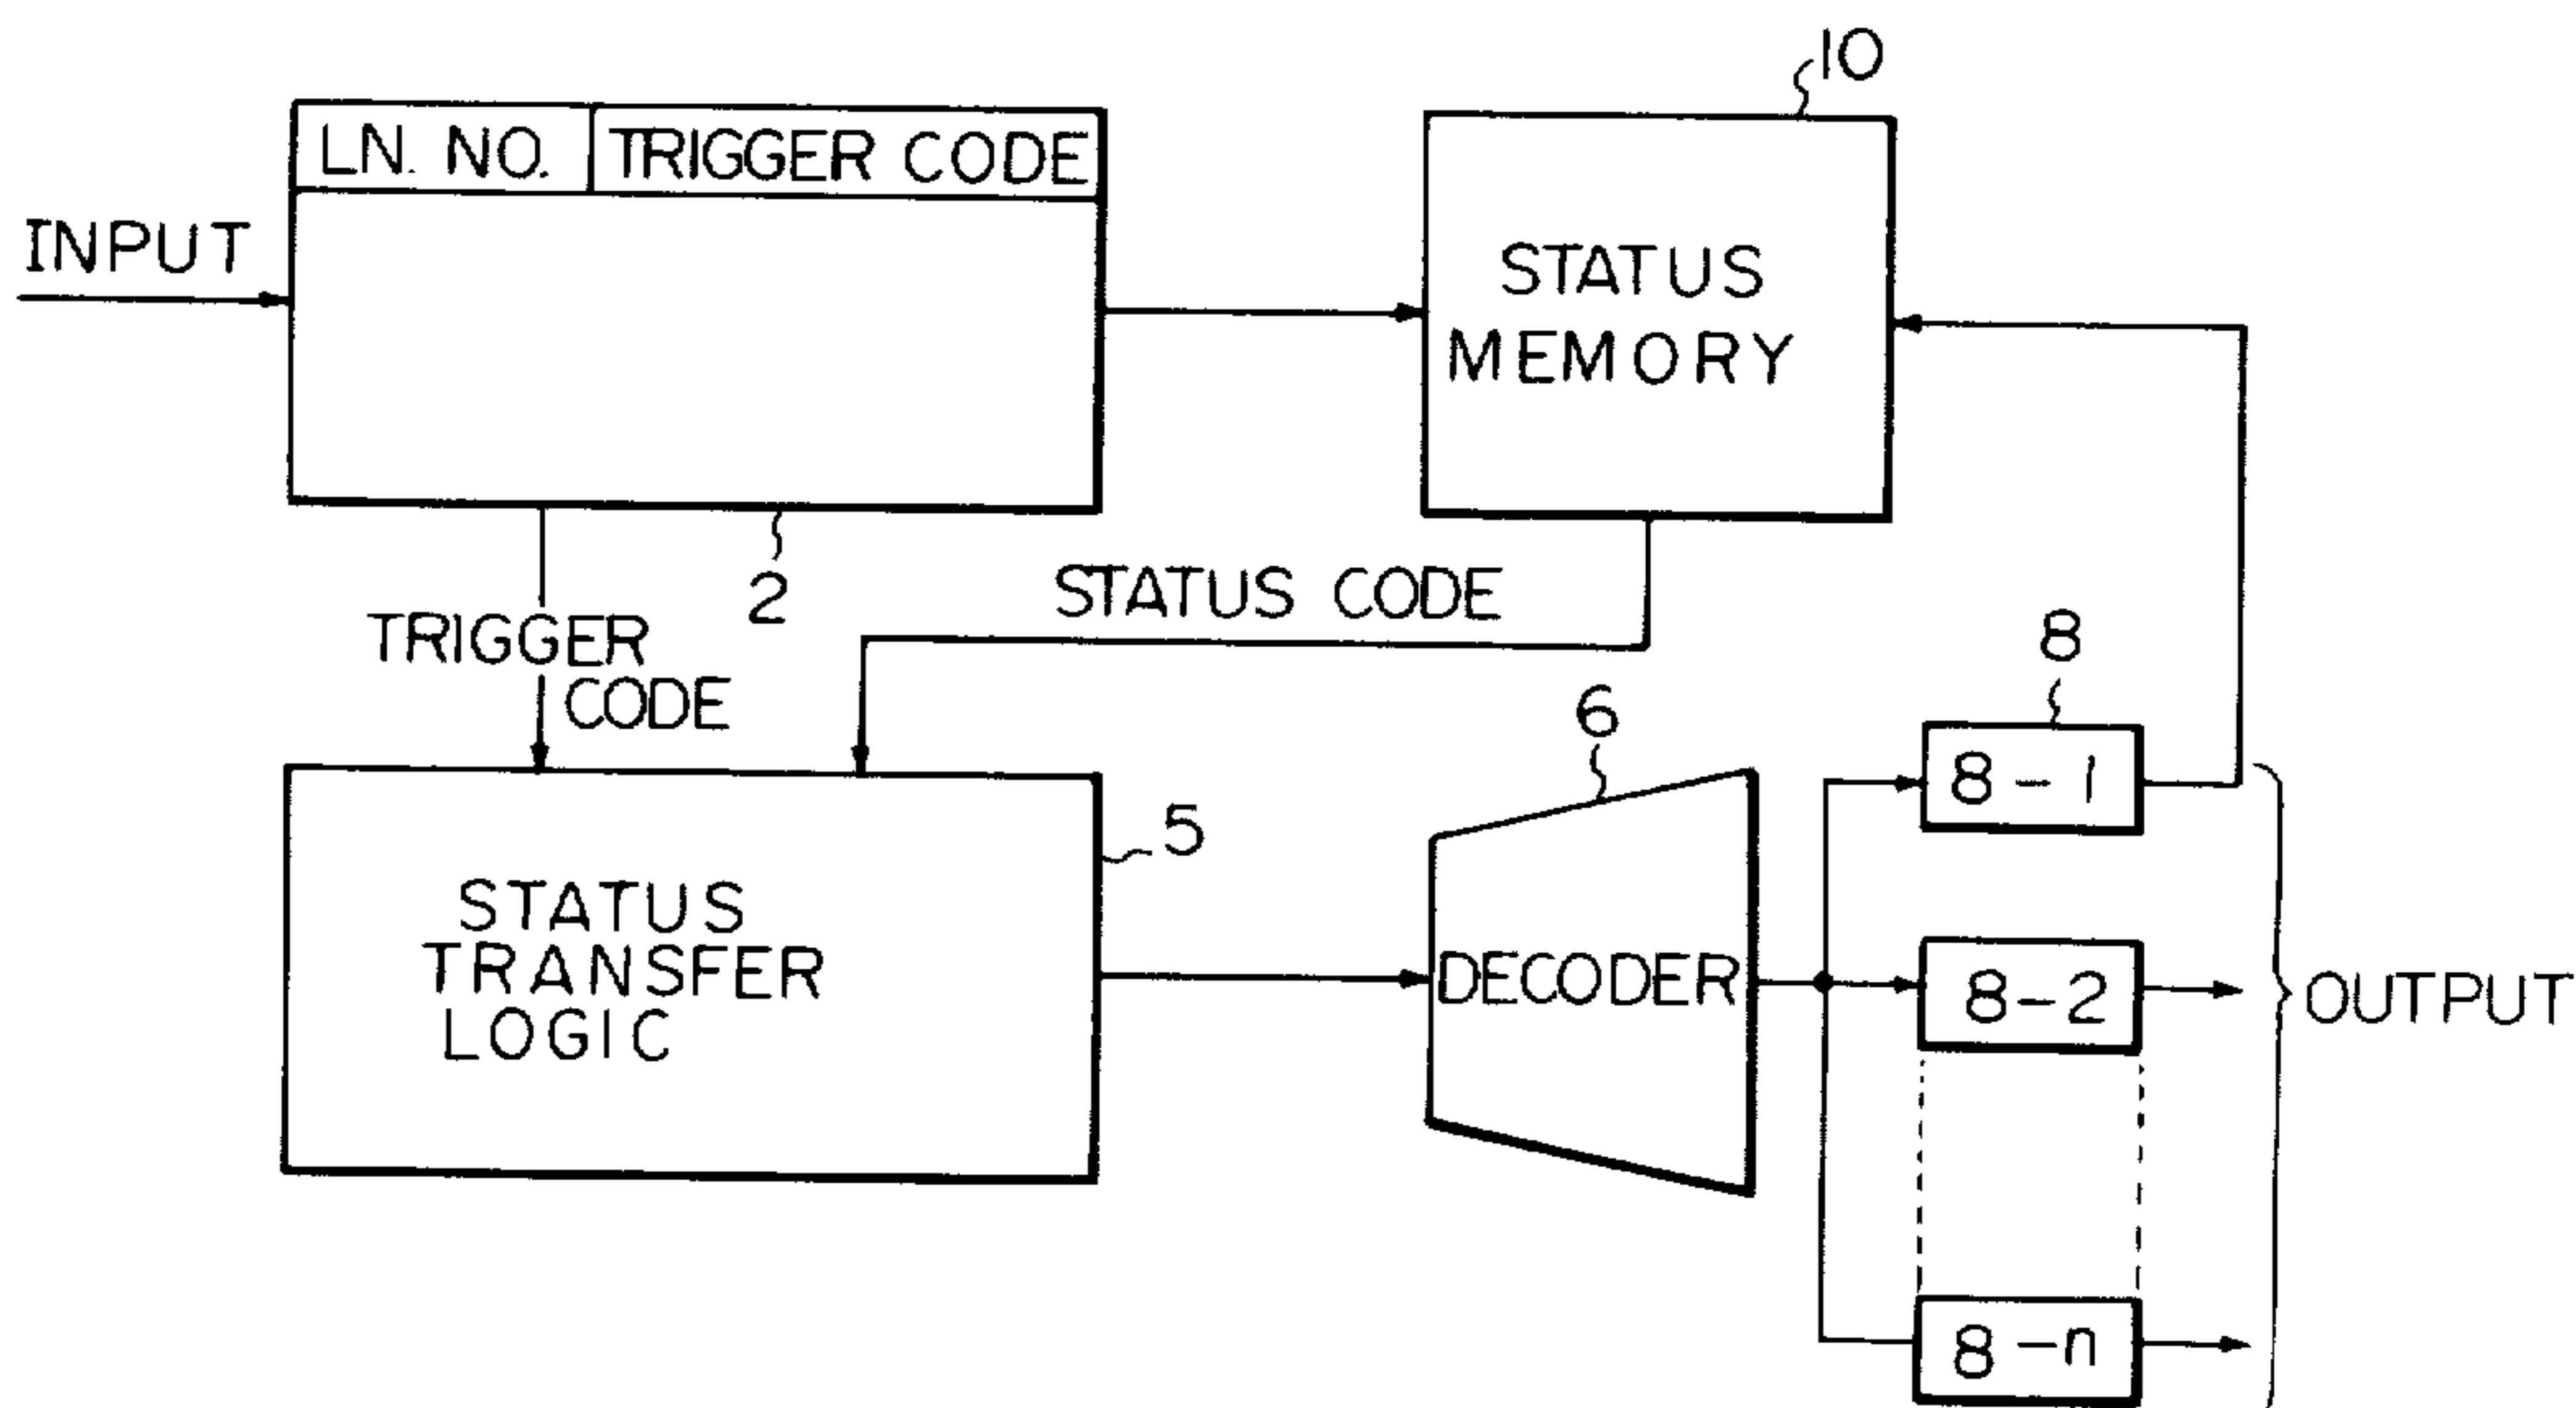 10
LN. NO.
TRIGGER CODE
INPUT
STATUS
MEMORY
2
STATUS CODE
TRIGGER
CODE
8
6
8-1
5
STATUS
TRANSFER
LOGIC
DECODER
8-2
OUTPUT
8-n